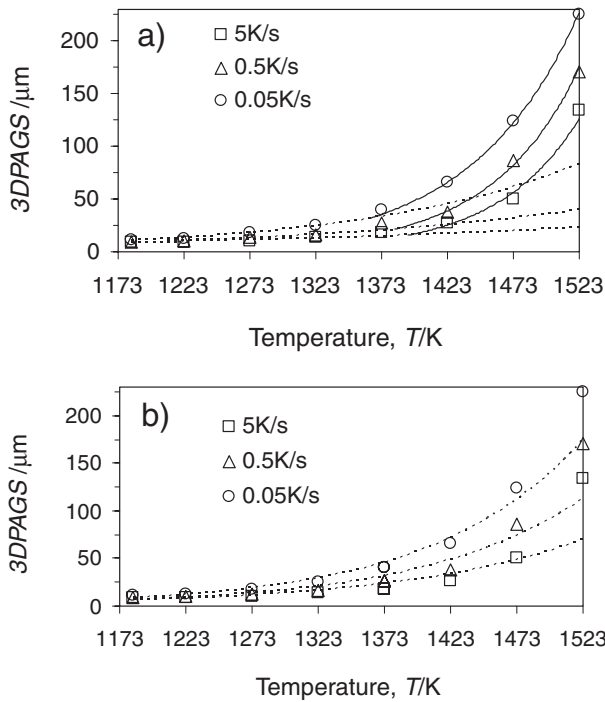 a)
5K/s
0.5K/s
0.05K/s
200
150
100
50
0
3DPAGS /μm
1173 1223 1273 1323 1373 1423 1473 1523
Temperature, T/K
b)
5K/s
0.5K/s
0.05K/s
200
150
100
50
0
3DPAGS /μm
1173 1223 1273 1323 1373 1423 1473 1523
Temperature, T/K